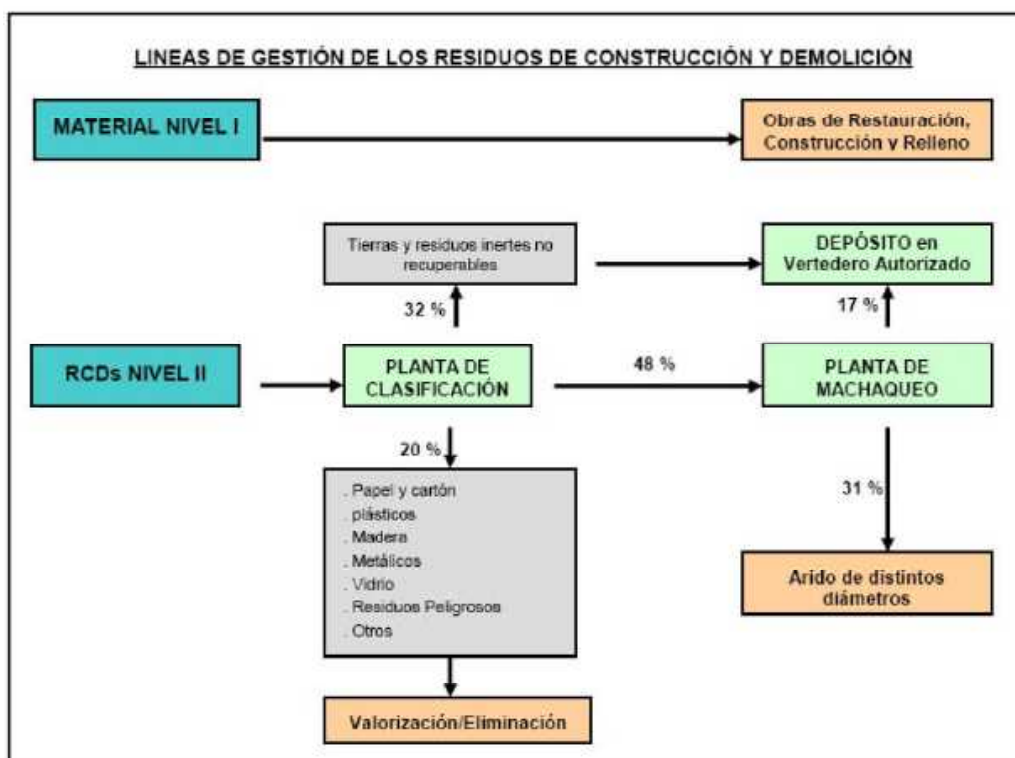 LINEAS DE GESTIÓN DE LOS RESIDUOS DE CONSTRUCCIÓN Y DEMOLICIÓN
MATERIAL NIVEL I
Obras de Restauración,
Construcción y Relleno
Tierras y residuos inertes no
recuperables
DEPÓSITO en
Vertedero Autorizado
32 %
17 %
RCDs NIVEL II
PLANTA DE
CLASIFICACIÓN
48 %
PLANTA DE
MACHAQUEO
20 %
. Papel y cartón
. plásticos
. Madera
. Metálicos
. Vidrio
. Residuos Peligrosos
. Otros
31 %
Arido de distintos
diámetros
Valorización/Eliminación